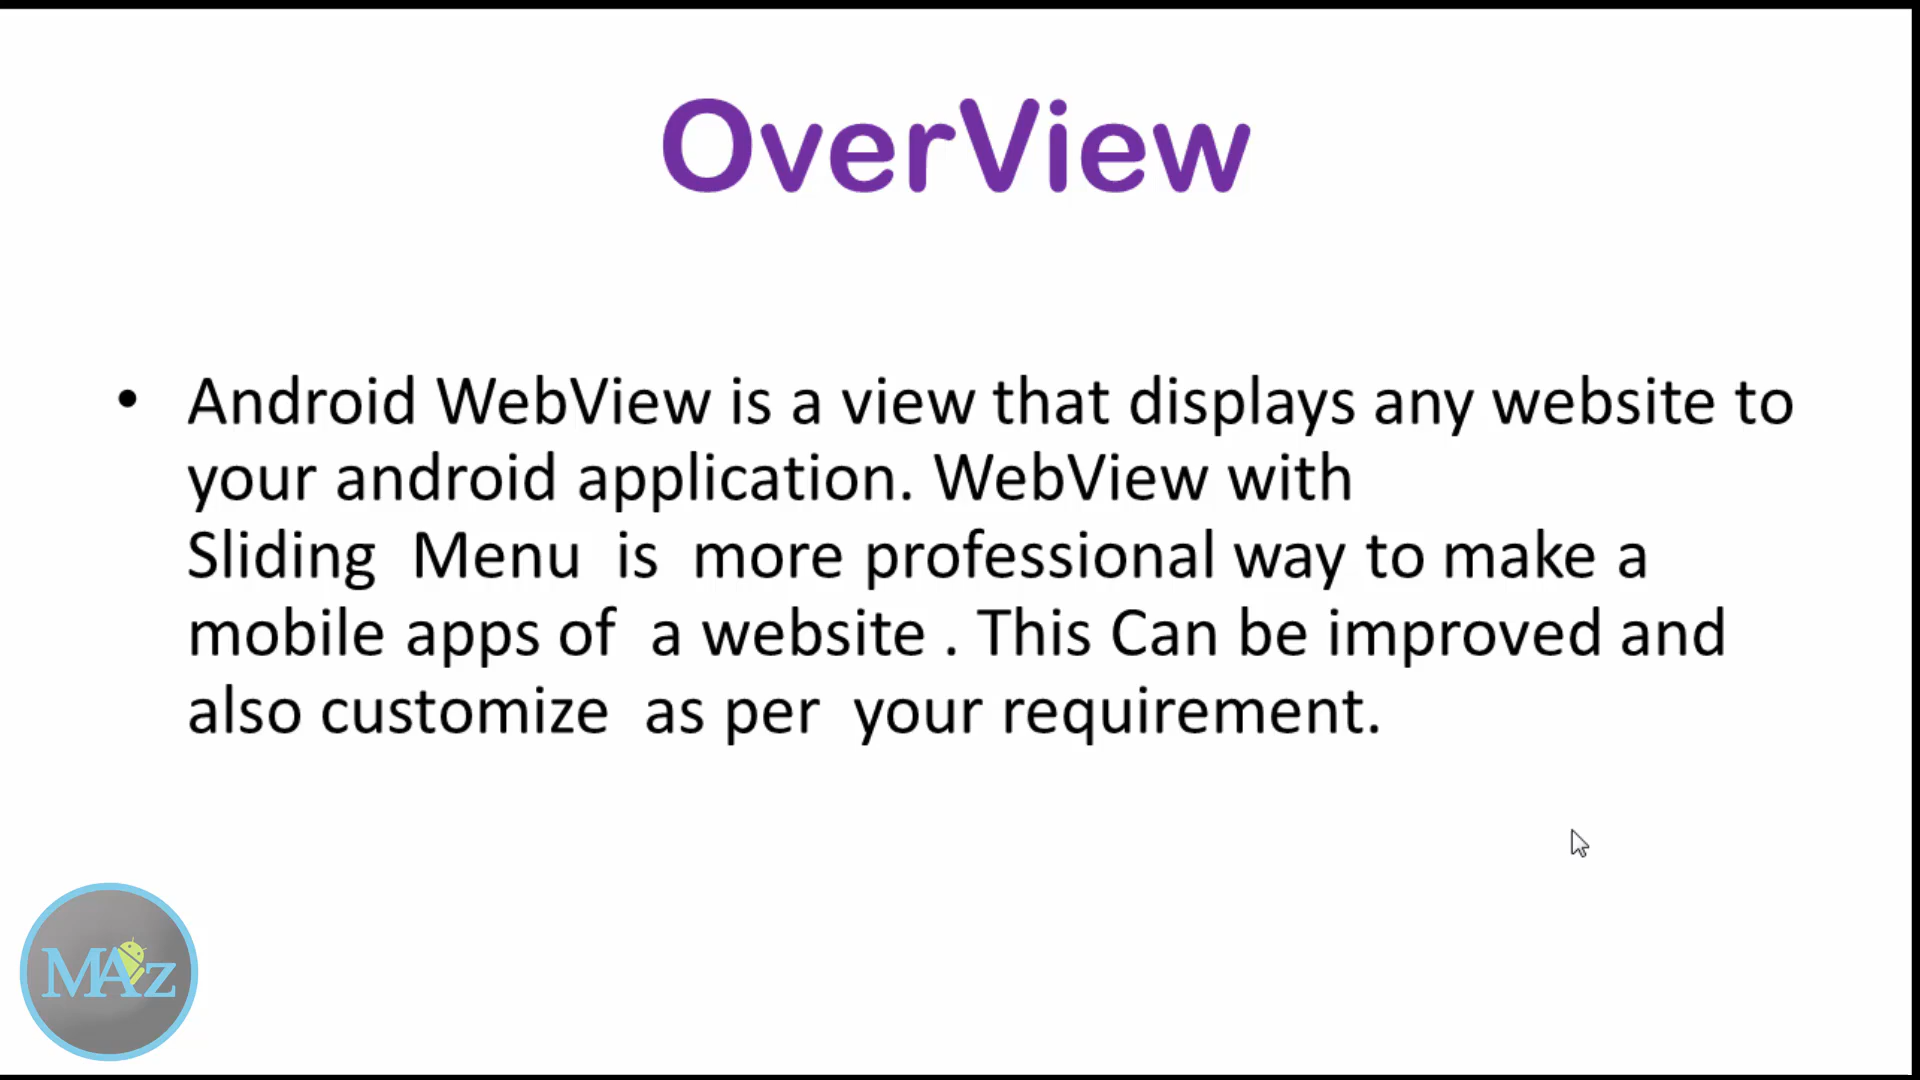 OverView
• Android WebView is a view that displays any website to
your android application. WebView with
Sliding  Menu  is  more professional way to make a
mobile apps of  a website . This Can be improved and
also customize  as per  your requirement.
MAz